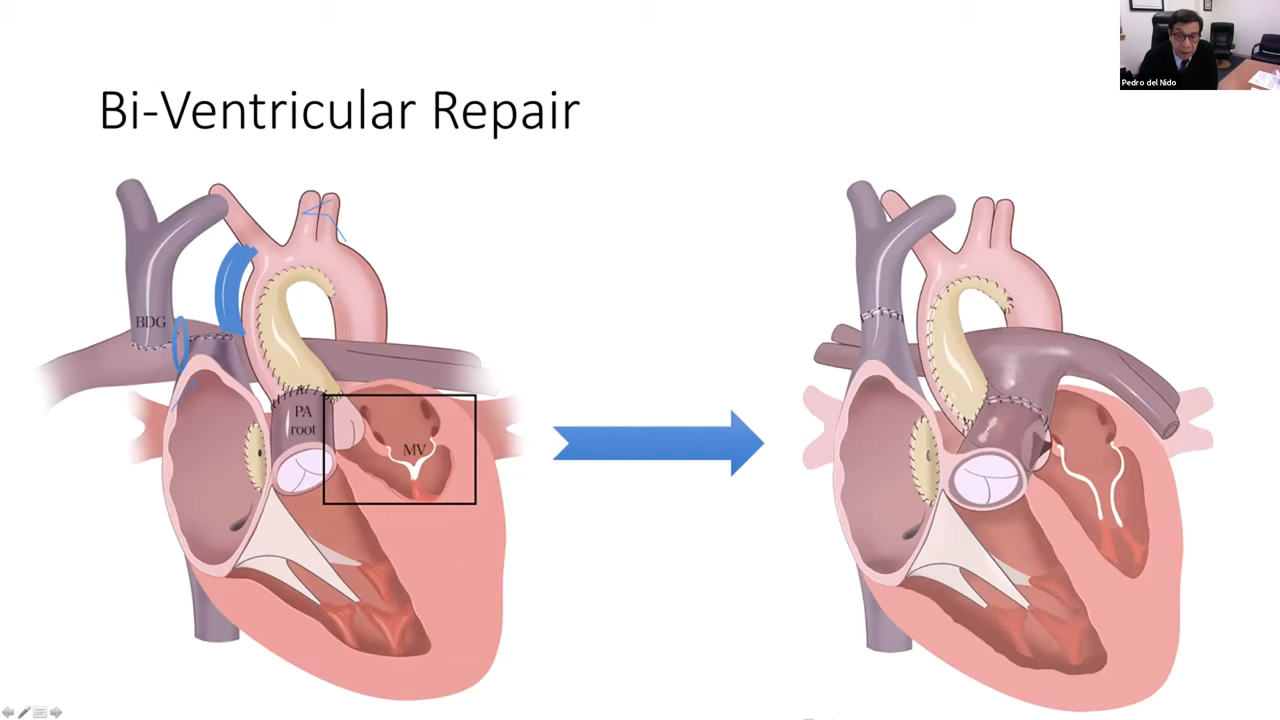 Pedro del Nido
Bi-Ventricular Repair
BDG
PA
root
MV